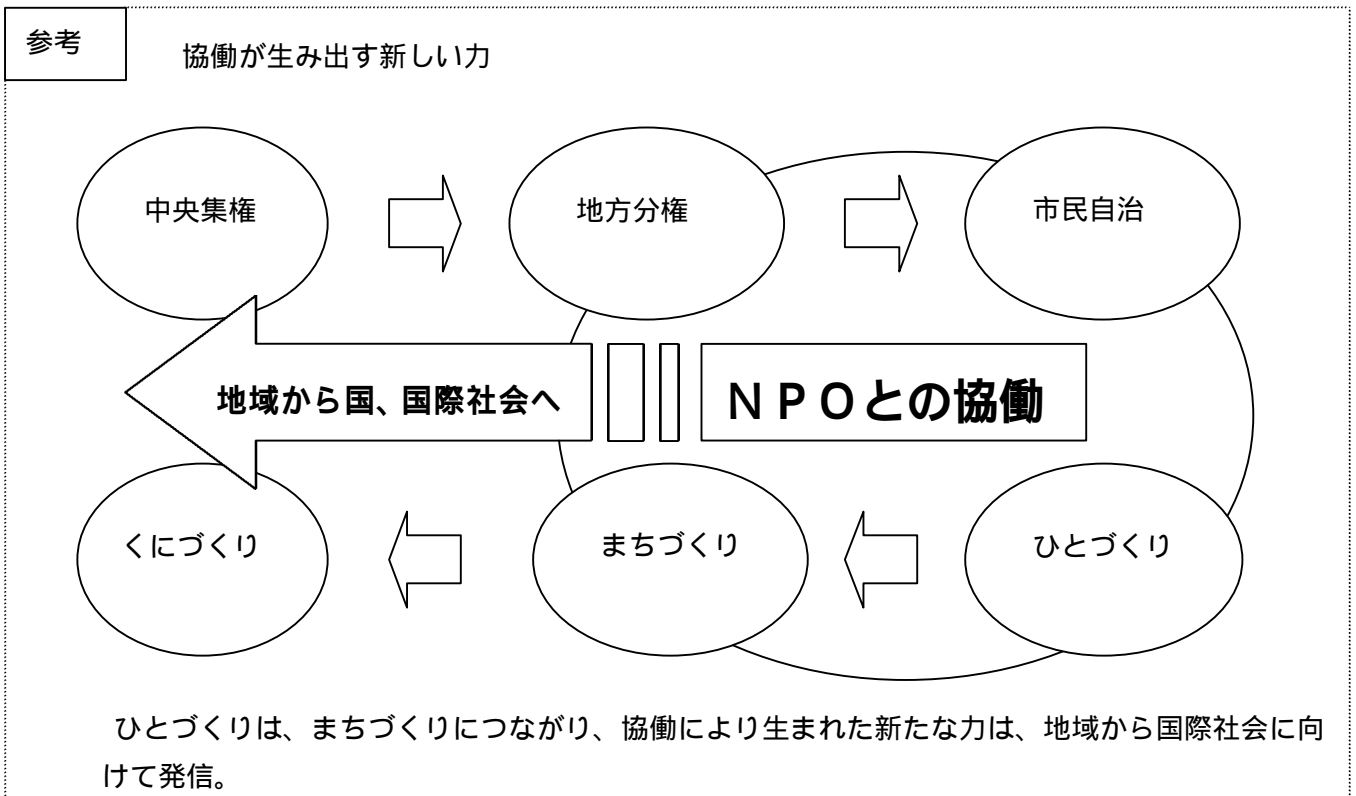 参考
協働が生み出す新しい力
中央集権
地方分権
市民自治
地域から国、国際社会へ
ＮＰＯとの協働
くにづくり
まちづくり
ひとづくり
ひとづくりは、まちづくりにつながり、協働により生まれた新たな力は、地域から国際社会に向
けて発信。